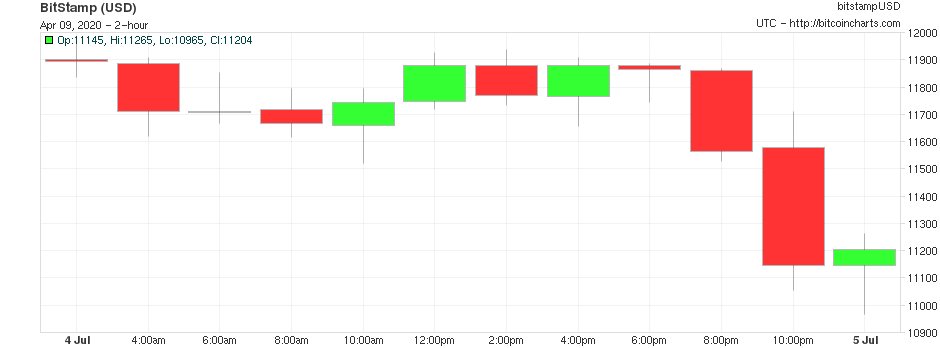 BitStamp (USD)
bitstampUSD
Apr 09, 2020 - 2-hour
UTC - http://bitcoincharts.com
Op:11145, Hi:11265, Lo:10965, Cl:11204
12000
11900
11800
11700
11600
11500
11400
11300
11200
11100
11000
10900
4 Jul 4:00am 6:00am 8:00am 10:00am 12:00pm 2:00pm 4:00pm 6:00pm 8:00pm 10:00pm 5 Jul